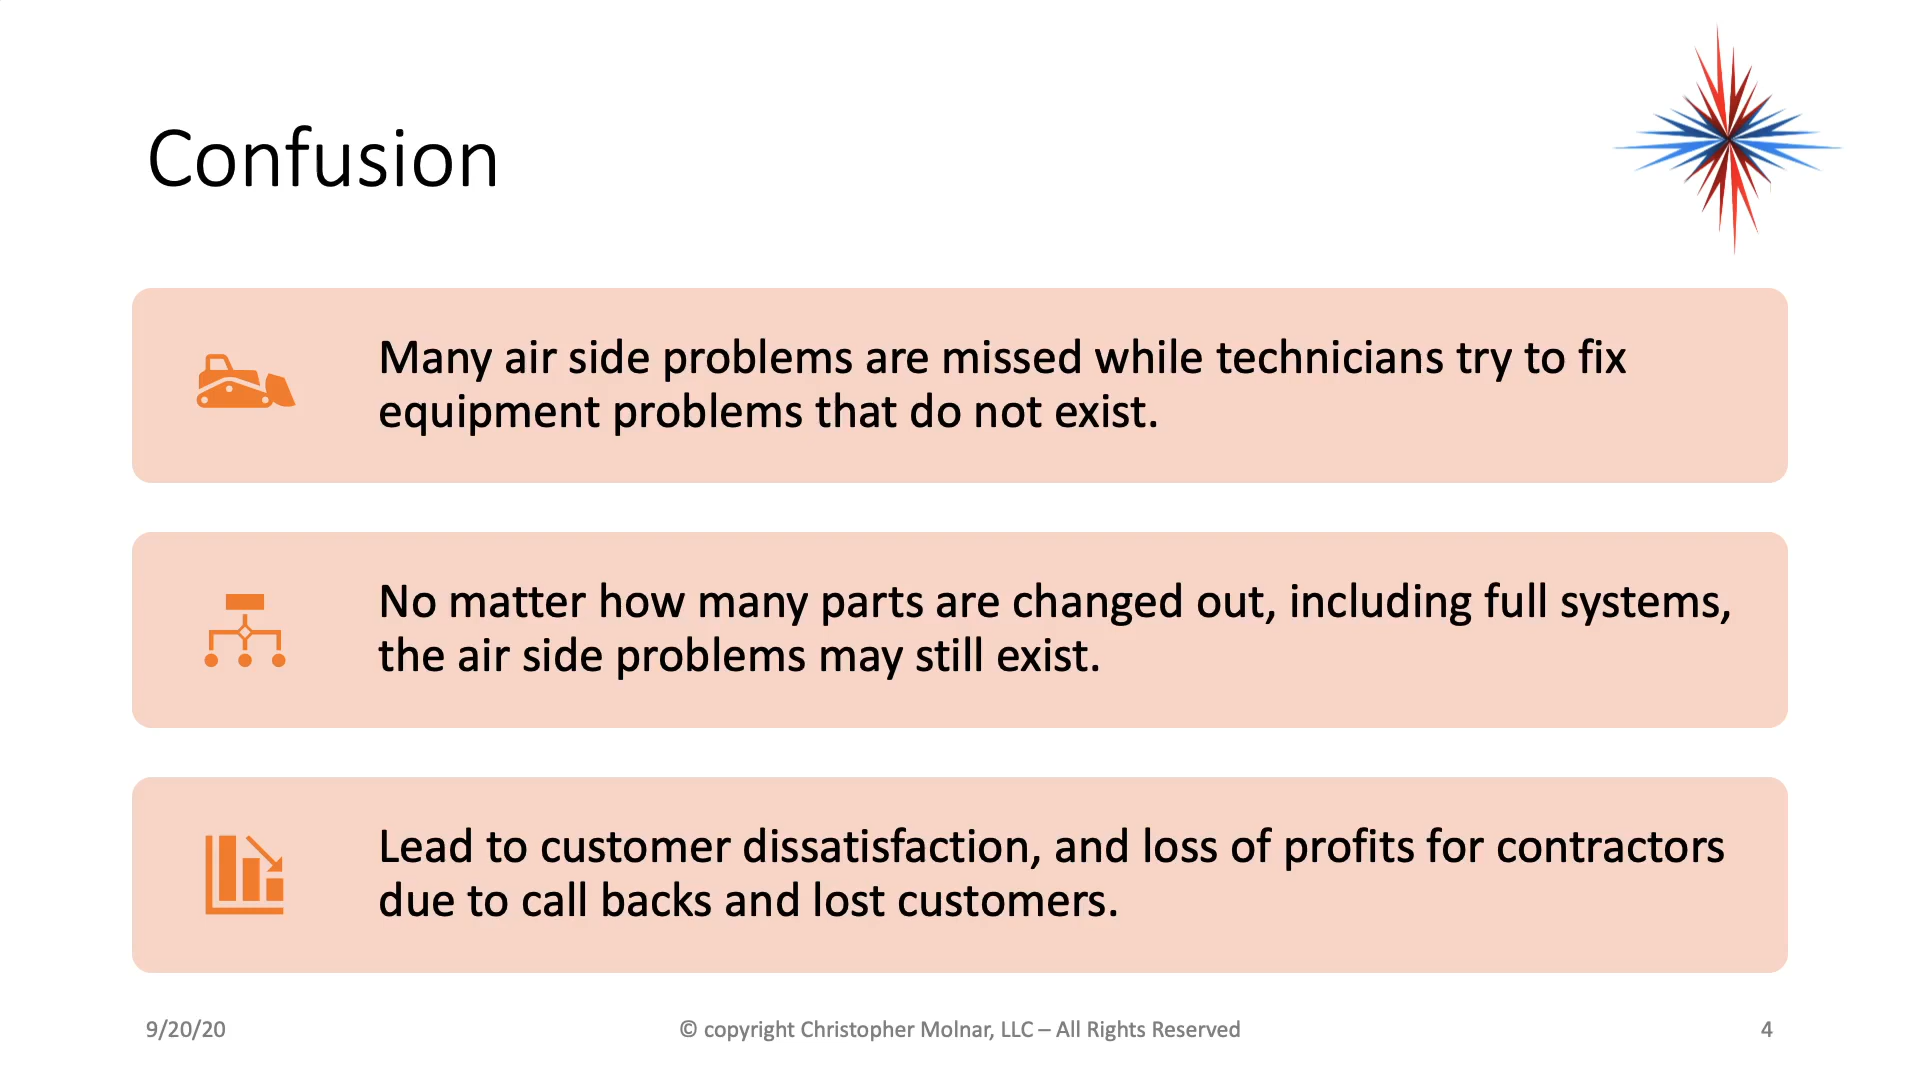 Confusion
Many air side problems are missed while technicians try to fix
equipment problems that do not exist.
No matter how many parts are changed out, including full systems,
the air side problems may still exist.
Lead to customer dissatisfaction, and loss of profits for contractors
due to call backs and lost customers.
9/20/20
© copyright Christopher Molnar, LLC – All Rights Reserved
4